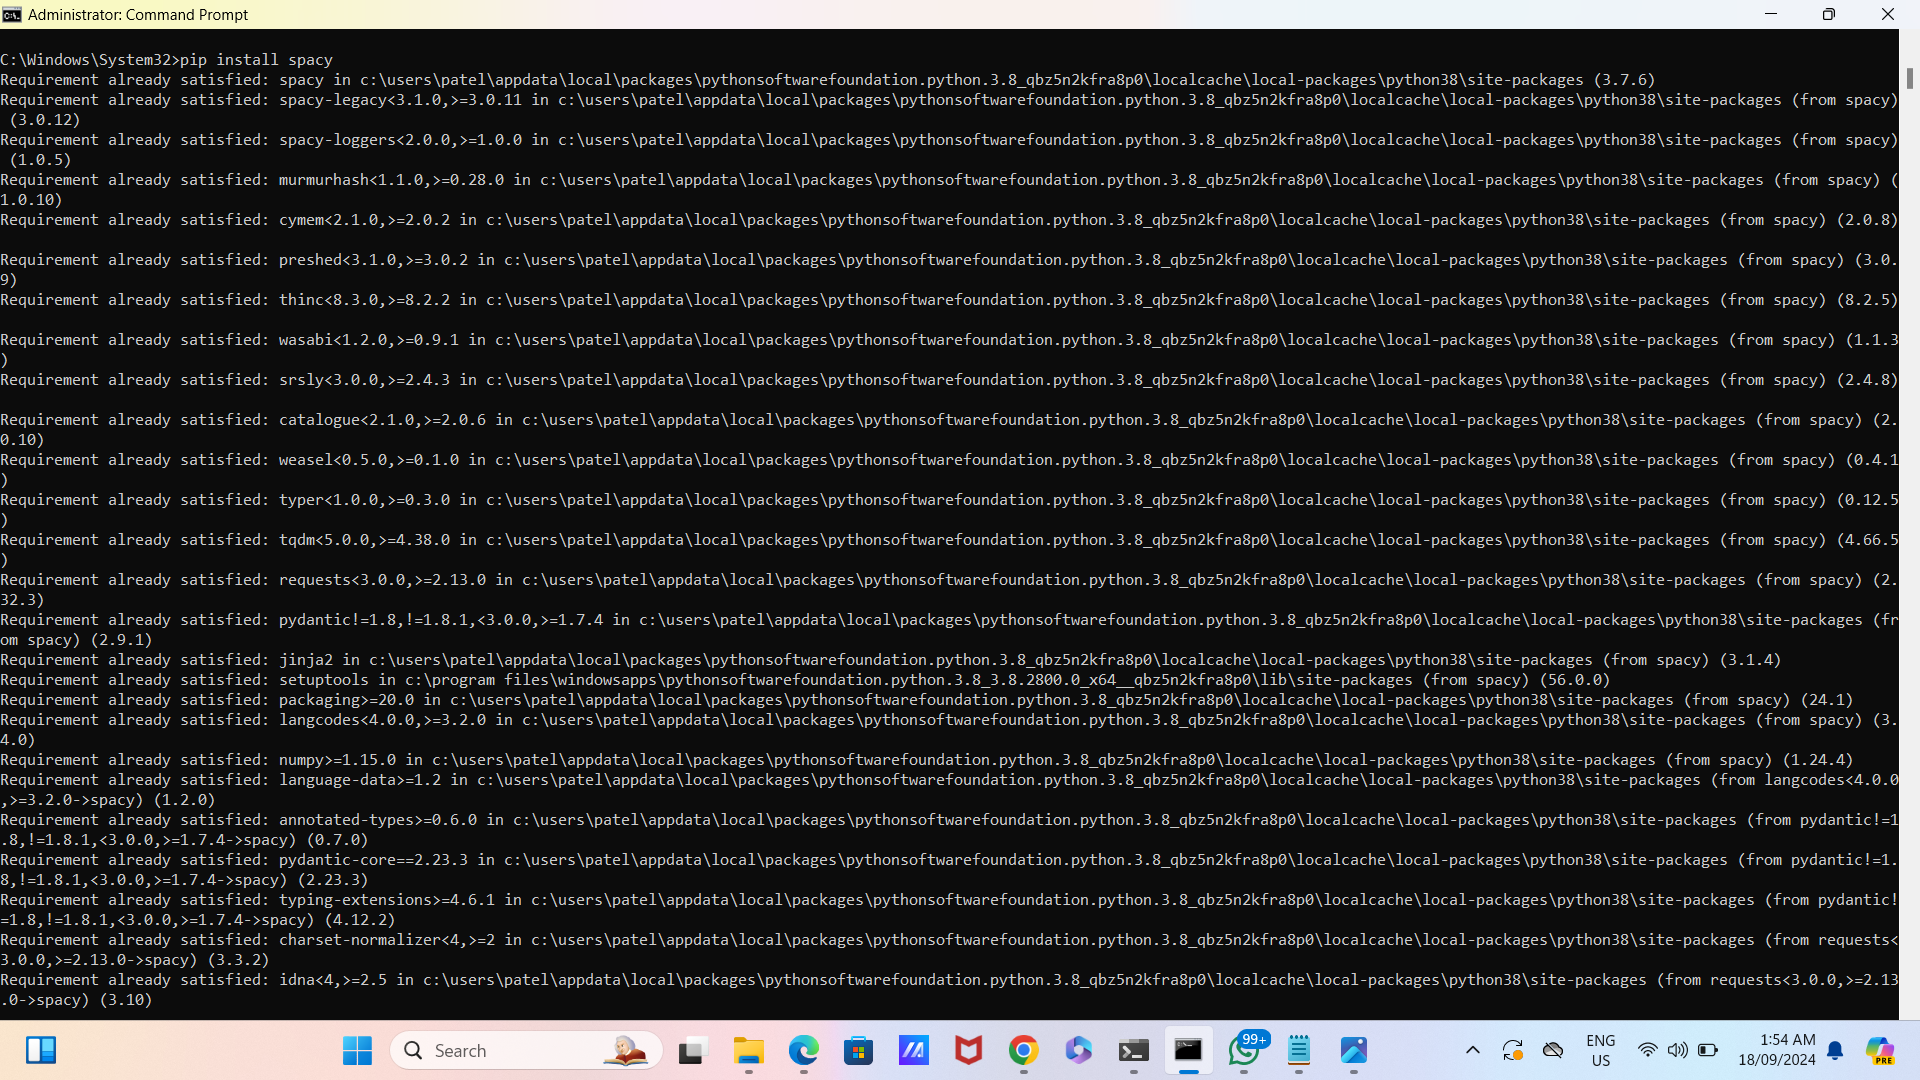 Administrator: Command Prompt
C:\Windows\System32>pip install spacy
Requirement already satisfied: spacy in c:\users\patel\appdata\local\packages\pythonsoftwarefoundation.python.3.8_qbz5n2kfra8p0\localcache\local-packages\python38\site-packages (3.7.6)
Requirement already satisfied: spacy-legacy<3.1.0,>=3.0.11 in c:\users\patel\appdata\local\packages\pythonsoftwarefoundation.python.3.8_qbz5n2kfra8p0\localcache\local-packages\python38\site-packages (from spacy)
(3.0.12)
Requirement already satisfied: spacy-loggers<2.0.0,>=1.0.0 in c:\users\patel\appdata\local\packages\pythonsoftwarefoundation.python.3.8_qbz5n2kfra8p0\localcache\local-packages\python38\site-packages (from spacy)
(1.0.5)
Requirement already satisfied: murmurhash<1.1.0,>=0.28.0 in c:\users\patel\appdata\local\packages\pythonsoftwarefoundation.python.3.8_qbz5n2kfra8p0\localcache\local-packages\python38\site-packages (from spacy) (
1.0.10)
Requirement already satisfied: cymem<2.1.0,>=2.0.2 in c:\users\patel\appdata\local\packages\pythonsoftwarefoundation.python.3.8_qbz5n2kfra8p0\localcache\local-packages\python38\site-packages (from spacy) (2.0.8)
Requirement already satisfied: preshed<3.1.0,>=3.0.2 in c:\users\patel\appdata\local\packages\pythonsoftwarefoundation.python.3.8_qbz5n2kfra8p0\localcache\local-packages\python38\site-packages (from spacy) (3.0.
9)
Requirement already satisfied: thinc<8.3.0,>=8.2.2 in c:\users\patel\appdata\local\packages\pythonsoftwarefoundation.python.3.8_qbz5n2kfra8p0\localcache\local-packages\python38\site-packages (from spacy) (8.2.5)
Requirement already satisfied: wasabi<1.2.0,>=0.9.1 in c:\users\patel\appdata\local\packages\pythonsoftwarefoundation.python.3.8_qbz5n2kfra8p0\localcache\local-packages\python38\site-packages (from spacy) (1.1.3
)
Requirement already satisfied: srsly<3.0.0,>=2.4.3 in c:\users\patel\appdata\local\packages\pythonsoftwarefoundation.python.3.8_qbz5n2kfra8p0\localcache\local-packages\python38\site-packages (from spacy) (2.4.8)
Requirement already satisfied: catalogue<2.1.0,>=2.0.6 in c:\users\patel\appdata\local\packages\pythonsoftwarefoundation.python.3.8_qbz5n2kfra8p0\localcache\local-packages\python38\site-packages (from spacy) (2.
0.10)
Requirement already satisfied: weasel<0.5.0,>=0.1.0 in c:\users\patel\appdata\local\packages\pythonsoftwarefoundation.python.3.8_qbz5n2kfra8p0\localcache\local-packages\python38\site-packages (from spacy) (0.4.1
)
Requirement already satisfied: typer<1.0.0,>=0.3.0 in c:\users\patel\appdata\local\packages\pythonsoftwarefoundation.python.3.8_qbz5n2kfra8p0\localcache\local-packages\python38\site-packages (from spacy) (0.12.5
)
Requirement already satisfied: tqdm<5.0.0,>=4.38.0 in c:\users\patel\appdata\local\packages\pythonsoftwarefoundation.python.3.8_qbz5n2kfra8p0\localcache\local-packages\python38\site-packages (from spacy) (4.66.5
)
Requirement already satisfied: requests<3.0.0,>=2.13.0 in c:\users\patel\appdata\local\packages\pythonsoftwarefoundation.python.3.8_qbz5n2kfra8p0\localcache\local-packages\python38\site-packages (from spacy) (2.
32.3)
Requirement already satisfied: pydantic!=1.8,!=1.8.1,<3.0.0,>=1.7.4 in c:\users\patel\appdata\local\packages\pythonsoftwarefoundation.python.3.8_qbz5n2kfra8p0\localcache\local-packages\python38\site-packages (fr
om spacy) (2.9.1)
Requirement already satisfied: jinja2 in c:\users\patel\appdata\local\packages\pythonsoftwarefoundation.python.3.8_qbz5n2kfra8p0\localcache\local-packages\python38\site-packages (from spacy) (3.1.4)
Requirement already satisfied: setuptools in c:\program files\windowsapps\pythonsoftwarefoundation.python.3.8_3.8.2800.0_x64__qbz5n2kfra8p0\lib\site-packages (from spacy) (56.0.0)
Requirement already satisfied: packaging>=20.0 in c:\users\patel\appdata\local\packages\pythonsoftwarefoundation.python.3.8_qbz5n2kfra8p0\localcache\local-packages\python38\site-packages (from spacy) (24.1)
Requirement already satisfied: langcodes<4.0.0,>=3.2.0 in c:\users\patel\appdata\local\packages\pythonsoftwarefoundation.python.3.8_qbz5n2kfra8p0\localcache\local-packages\python38\site-packages (from spacy) (3.
4.0)
Requirement already satisfied: numpy>=1.15.0 in c:\users\patel\appdata\local\packages\pythonsoftwarefoundation.python.3.8_qbz5n2kfra8p0\localcache\local-packages\python38\site-packages (from spacy) (1.24.4)
Requirement already satisfied: language-data>=1.2 in c:\users\patel\appdata\local\packages\pythonsoftwarefoundation.python.3.8_qbz5n2kfra8p0\localcache\local-packages\python38\site-packages (from langcodes<4.0.0
,>=3.2.0->spacy) (1.2.0)
Requirement already satisfied: annotated-types>=0.6.0 in c:\users\patel\appdata\local\packages\pythonsoftwarefoundation.python.3.8_qbz5n2kfra8p0\localcache\local-packages\python38\site-packages (from pydantic!=1
.8,!=1.8.1,<3.0.0,>=1.7.4->spacy) (0.7.0)
Requirement already satisfied: pydantic-core==2.23.3 in c:\users\patel\appdata\local\packages\pythonsoftwarefoundation.python.3.8_qbz5n2kfra8p0\localcache\local-packages\python38\site-packages (from pydantic!=1.
8,!=1.8.1,<3.0.0,>=1.7.4->spacy) (2.23.3)
Requirement already satisfied: typing-extensions>=4.6.1 in c:\users\patel\appdata\local\packages\pythonsoftwarefoundation.python.3.8_qbz5n2kfra8p0\localcache\local-packages\python38\site-packages (from pydantic!
=1.8,!=1.8.1,<3.0.0,>=1.7.4->spacy) (4.12.2)
Requirement already satisfied: charset-normalizer<4,>=2 in c:\users\patel\appdata\local\packages\pythonsoftwarefoundation.python.3.8_qbz5n2kfra8p0\localcache\local-packages\python38\site-packages (from requests<
3.0.0,>=2.13.0->spacy) (3.3.2)
Requirement already satisfied: idna<4,>=2.5 in c:\users\patel\appdata\local\packages\pythonsoftwarefoundation.python.3.8_qbz5n2kfra8p0\localcache\local-packages\python38\site-packages (from requests<3.0.0,>=2.13
.0->spacy) (3.10)
Search
99+
ENG
US
1:54 AM
18/09/2024
PRE